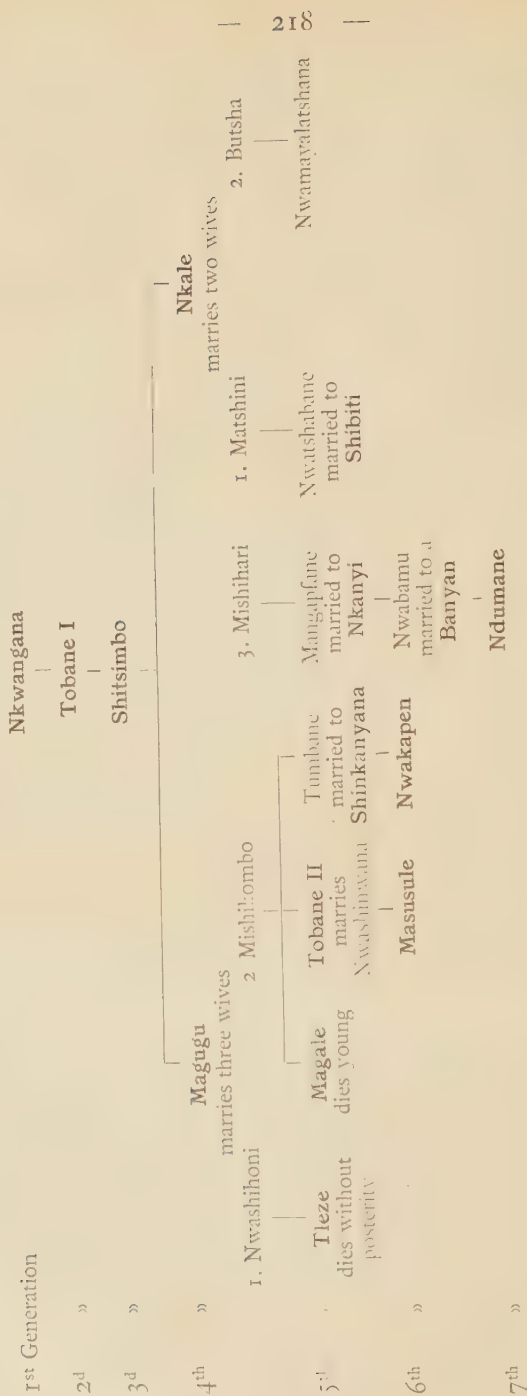 — 218 —
1st Generation Nkwangana
2d » Tobane I
3d » Shitsimbo
4th » Magugu Nkale
marries three wives marries two wives
1. Nwashihoni 2 Mishikombo 3. Mishihari 1. Matshini 2. Butsha
5th Tleze Magale Tobane II Tumbane Mangapfane Nwatshabane Nwamayalatshana
dies without dies young marries married to married to married to
posterity Shinkanyana Nkanyi Shibiti
6th » Masusule Nwakapen Nwabamu
married to a
Banyan
7th » Ndumane